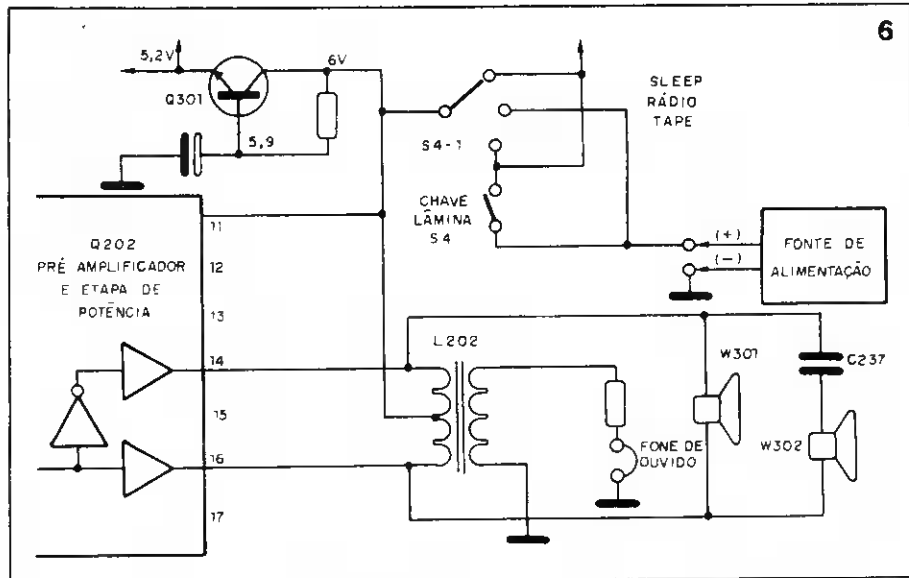 6
5,2V
6V
Q301
5,9
SLEEP
RÁDIO
TAPE
S4-1
CHAVE
LÂMINA
S4
(+)
(−)
FONTE DE
ALIMENTAÇÃO
Q202
PRÉ AMPLIFICADOR
E ETAPA DE
POTÊNCIA
11
12
13
14
15
16
17
L202
FONE DE
OUVIDO
W301
C237
W302